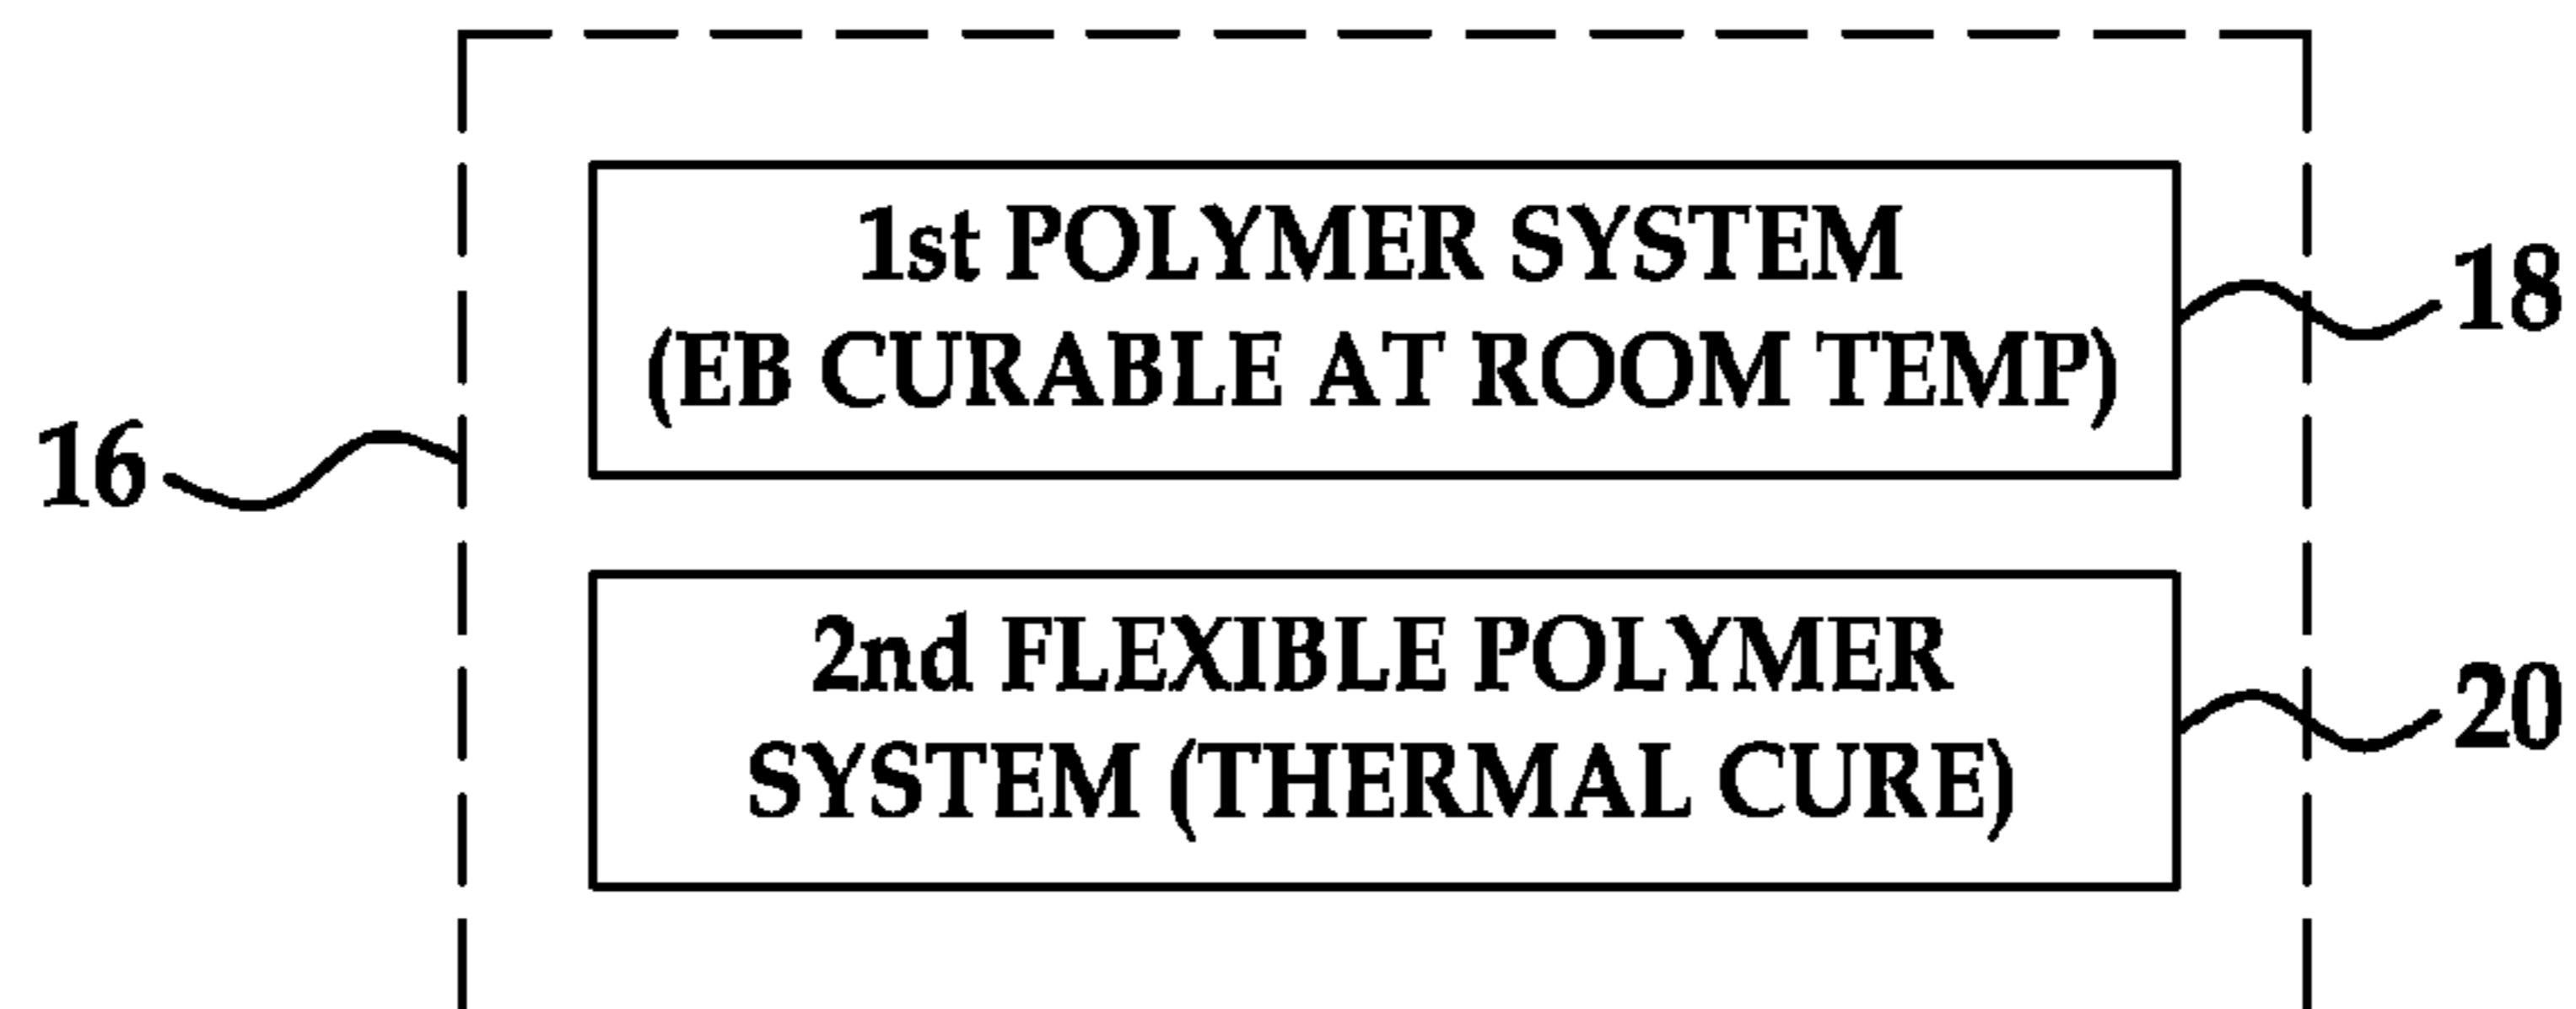 1st POLYMER SYSTEM
(EB CURABLE AT ROOM TEMP)
18
16
2nd FLEXIBLE POLYMER
SYSTEM (THERMAL CURE)
20